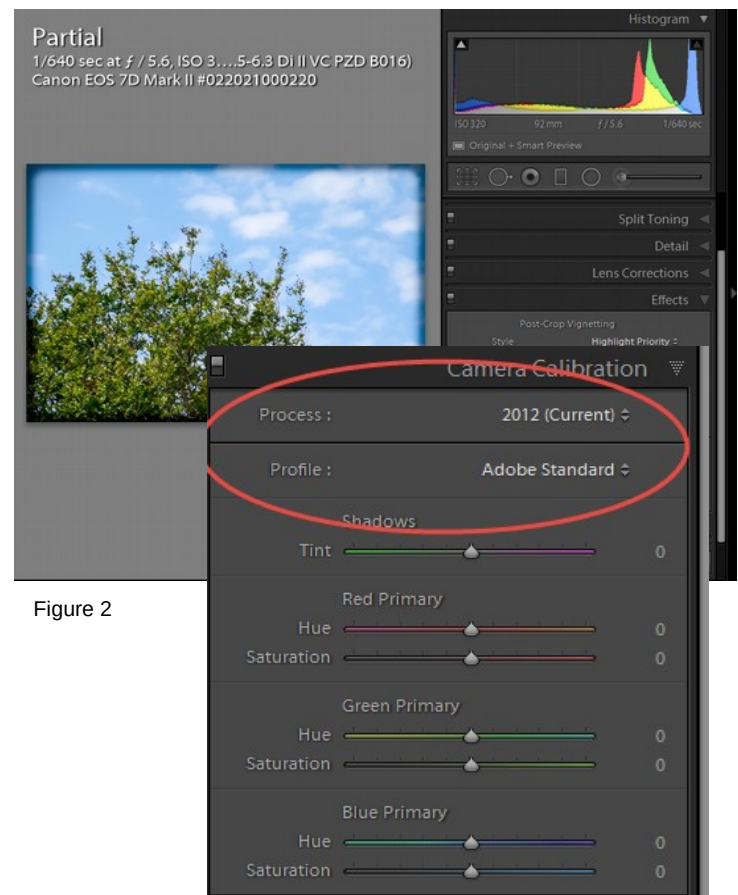 Partial
1/640 sec at ƒ / 5.6, ISO 3....5-6.3 Di II VC PZD B016)
Canon EOS 7D Mark II #022021000220
Histogram
ISO 320 92 mm ƒ / 5.6 1/640 sec
Original + Smart Preview
Split Toning
Detail
Lens Corrections
Effects
Post-Crop Vignetting
Style Highlight Priority
Camera Calibration
Process : 2012 (Current)
Profile : Adobe Standard
Shadows
Tint 0
Red Primary
Hue 0
Saturation 0
Green Primary
Hue 0
Saturation 0
Blue Primary
Hue 0
Saturation 0
Figure 2